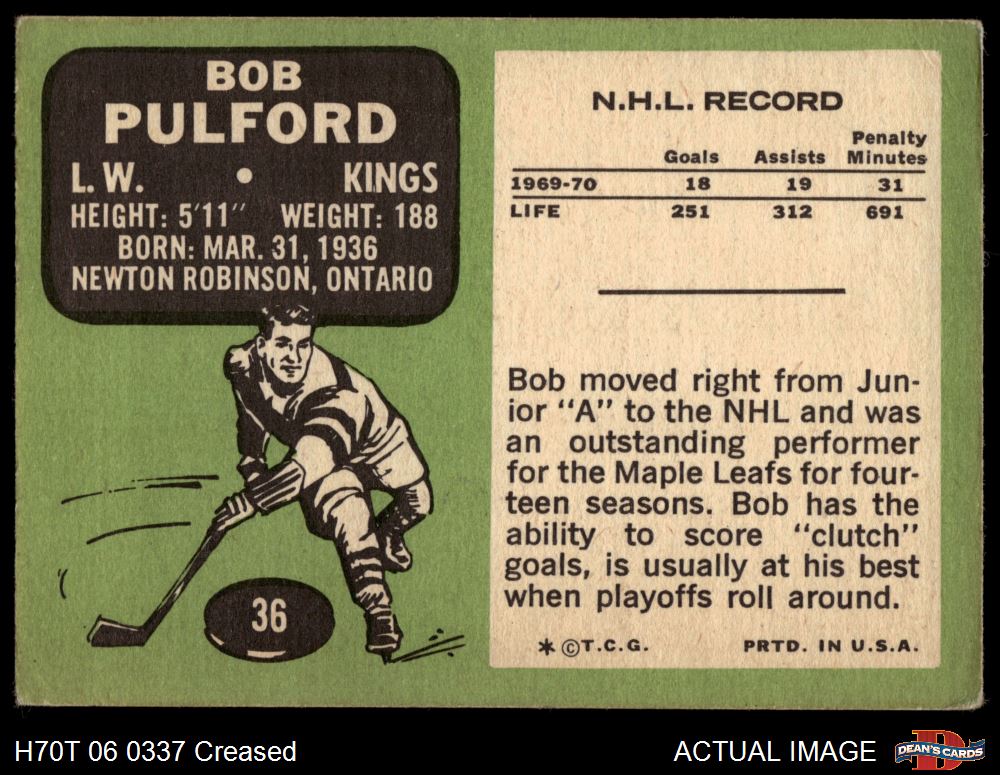 BOB
PULFORD
L. W. • KINGS
HEIGHT: 5'11" WEIGHT: 188
BORN: MAR. 31, 1936
NEWTON ROBINSON, ONTARIO
36
N.H.L. RECORD
Goals Assists Penalty Minutes
1969-70 18 19 31
LIFE 251 312 691
Bob moved right from Jun-
ior "A" to the NHL and was
an outstanding performer
for the Maple Leafs for four-
teen seasons. Bob has the
ability to score "clutch"
goals, is usually at his best
when playoffs roll around.
* © T.C.G. PRTD. IN U.S.A.
H70T 06 0337 Creased ACTUAL IMAGE
DEAN'S CARDS